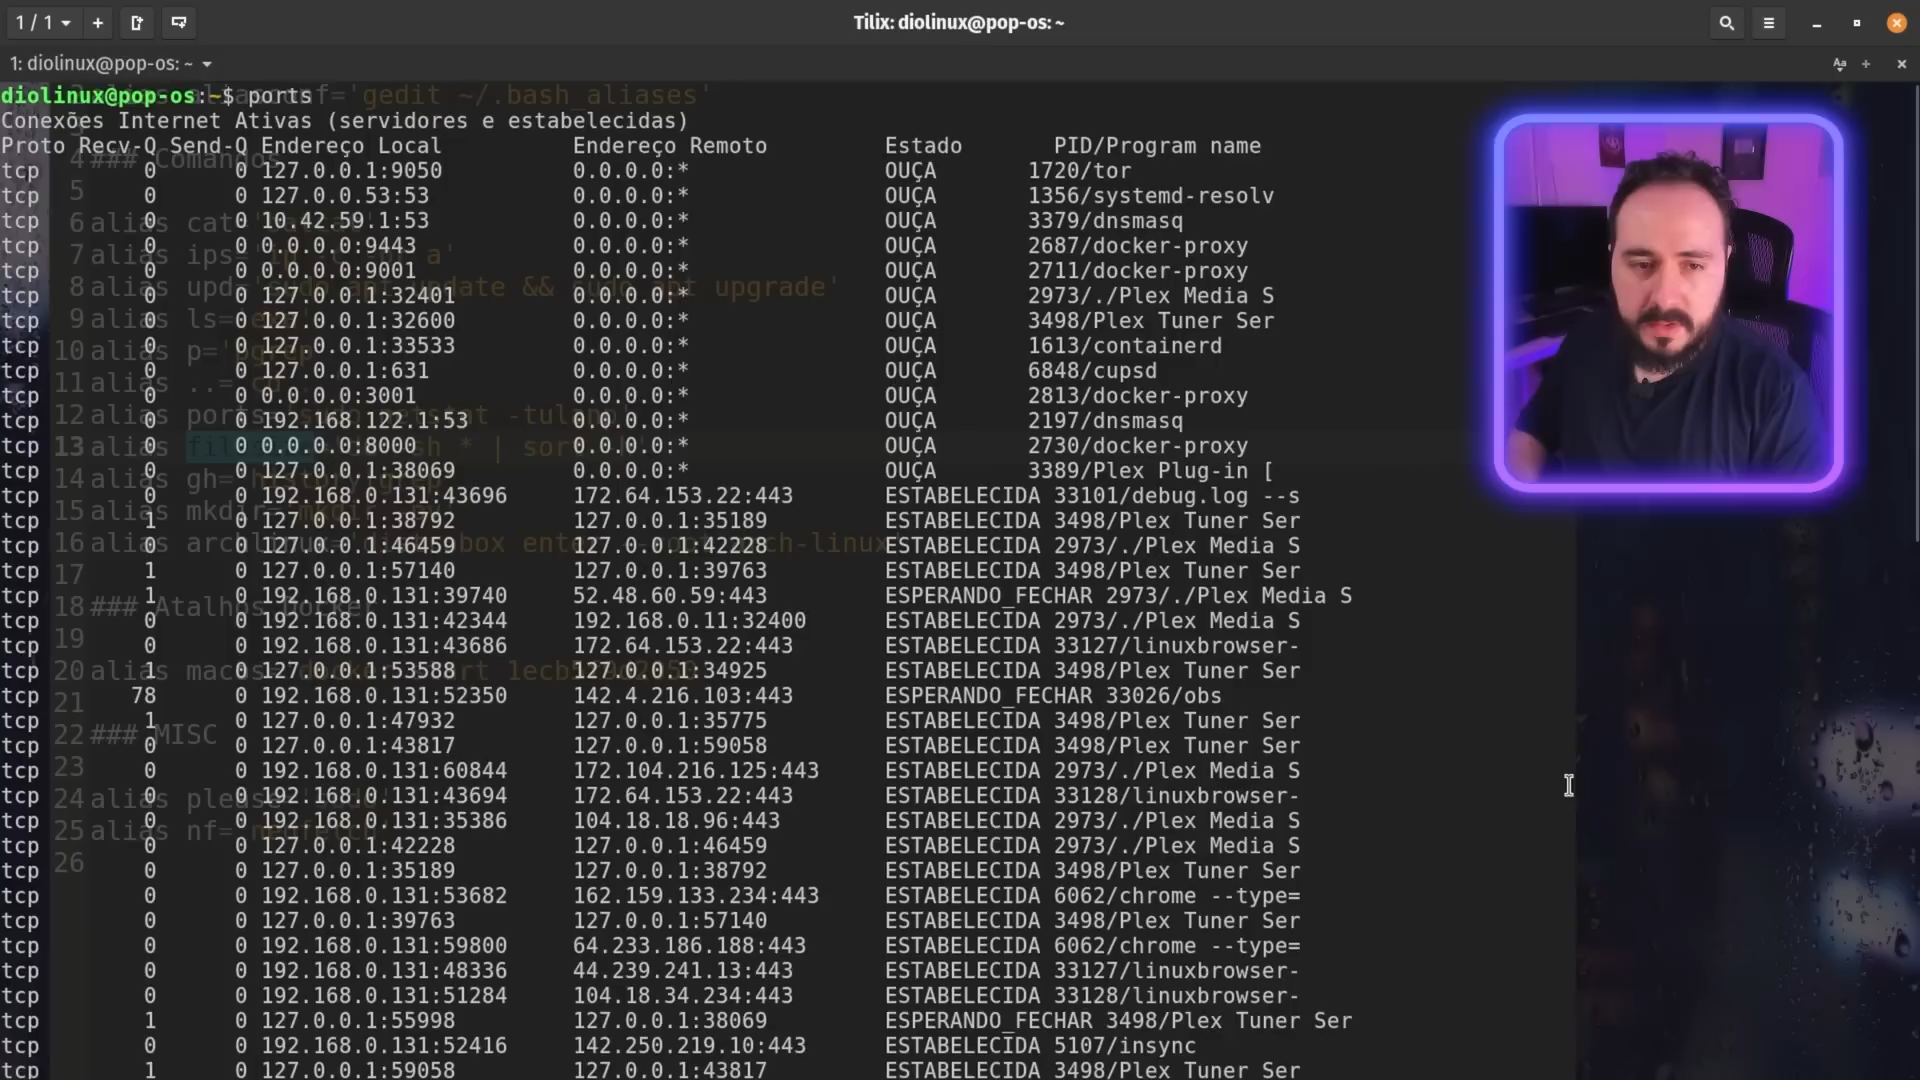 1 / 1
Tilix: diolinux@pop-os: ~
1: diolinux@pop-os: ~
diolinux@pop-os:~$ ports
Conexões Internet Ativas (servidores e estabelecidas)
Proto Recv-Q Send-Q Endereço Local Endereço Remoto Estado PID/Program name
tcp 0 0 127.0.0.1:9050 0.0.0.0:* OUÇA 1720/tor
tcp 0 0 127.0.0.53:53 0.0.0.0:* OUÇA 1356/systemd-resolv
tcp 0 0 10.42.59.1:53 0.0.0.0:* OUÇA 3379/dnsmasq
tcp 0 0 0.0.0.0:9443 0.0.0.0:* OUÇA 2687/docker-proxy
tcp 0 0 0.0.0.0:9001 0.0.0.0:* OUÇA 2711/docker-proxy
tcp 0 0 127.0.0.1:32401 0.0.0.0:* OUÇA 2973/./Plex Media S
tcp 0 0 127.0.0.1:32600 0.0.0.0:* OUÇA 3498/Plex Tuner Ser
tcp 0 0 127.0.0.1:33533 0.0.0.0:* OUÇA 1613/containerd
tcp 0 0 127.0.0.1:631 0.0.0.0:* OUÇA 6848/cupsd
tcp 0 0 0.0.0.0:3001 0.0.0.0:* OUÇA 2813/docker-proxy
tcp 0 0 192.168.122.1:53 0.0.0.0:* OUÇA 2197/dnsmasq
tcp 0 0 0.0.0.0:8000 0.0.0.0:* OUÇA 2730/docker-proxy
tcp 0 0 127.0.0.1:38069 0.0.0.0:* OUÇA 3389/Plex Plug-in [
tcp 0 0 192.168.0.131:43696 172.64.153.22:443 ESTABELECIDA 33101/debug.log --s
tcp 1 0 127.0.0.1:38792 127.0.0.1:35189 ESTABELECIDA 3498/Plex Tuner Ser
tcp 0 0 127.0.0.1:46459 127.0.0.1:42228 ESTABELECIDA 2973/./Plex Media S
tcp 1 0 127.0.0.1:57140 127.0.0.1:39763 ESTABELECIDA 3498/Plex Tuner Ser
tcp 1 0 192.168.0.131:39740 52.48.60.59:443 ESPERANDO_FECHAR 2973/./Plex Media S
tcp 0 0 192.168.0.131:42344 192.168.0.11:32400 ESTABELECIDA 2973/./Plex Media S
tcp 0 0 192.168.0.131:43686 172.64.153.22:443 ESTABELECIDA 33127/linuxbrowser-
tcp 1 0 127.0.0.1:53588 127.0.0.1:34925 ESTABELECIDA 3498/Plex Tuner Ser
tcp 78 0 192.168.0.131:52350 142.4.216.103:443 ESPERANDO_FECHAR 33026/obs
tcp 1 0 127.0.0.1:47932 127.0.0.1:35775 ESTABELECIDA 3498/Plex Tuner Ser
tcp 0 0 127.0.0.1:43817 127.0.0.1:59058 ESTABELECIDA 3498/Plex Tuner Ser
tcp 0 0 192.168.0.131:60844 172.104.216.125:443 ESTABELECIDA 2973/./Plex Media S
tcp 0 0 192.168.0.131:43694 172.64.153.22:443 ESTABELECIDA 33128/linuxbrowser-
tcp 0 0 192.168.0.131:35386 104.18.18.96:443 ESTABELECIDA 2973/./Plex Media S
tcp 0 0 127.0.0.1:42228 127.0.0.1:46459 ESTABELECIDA 2973/./Plex Media S
tcp 0 0 127.0.0.1:35189 127.0.0.1:38792 ESTABELECIDA 3498/Plex Tuner Ser
tcp 0 0 192.168.0.131:53682 162.159.133.234:443 ESTABELECIDA 6062/chrome --type=
tcp 0 0 127.0.0.1:39763 127.0.0.1:57140 ESTABELECIDA 3498/Plex Tuner Ser
tcp 0 0 192.168.0.131:59800 64.233.186.188:443 ESTABELECIDA 6062/chrome --type=
tcp 0 0 192.168.0.131:48336 44.239.241.13:443 ESTABELECIDA 33127/linuxbrowser-
tcp 0 0 192.168.0.131:51284 104.18.34.234:443 ESTABELECIDA 33128/linuxbrowser-
tcp 1 0 127.0.0.1:55998 127.0.0.1:38069 ESPERANDO_FECHAR 3498/Plex Tuner Ser
tcp 0 0 192.168.0.131:52416 142.250.219.10:443 ESTABELECIDA 5107/insync
tcp 1 0 127.0.0.1:59058 127.0.0.1:43817 ESTABELECIDA 3498/Plex Tuner Ser